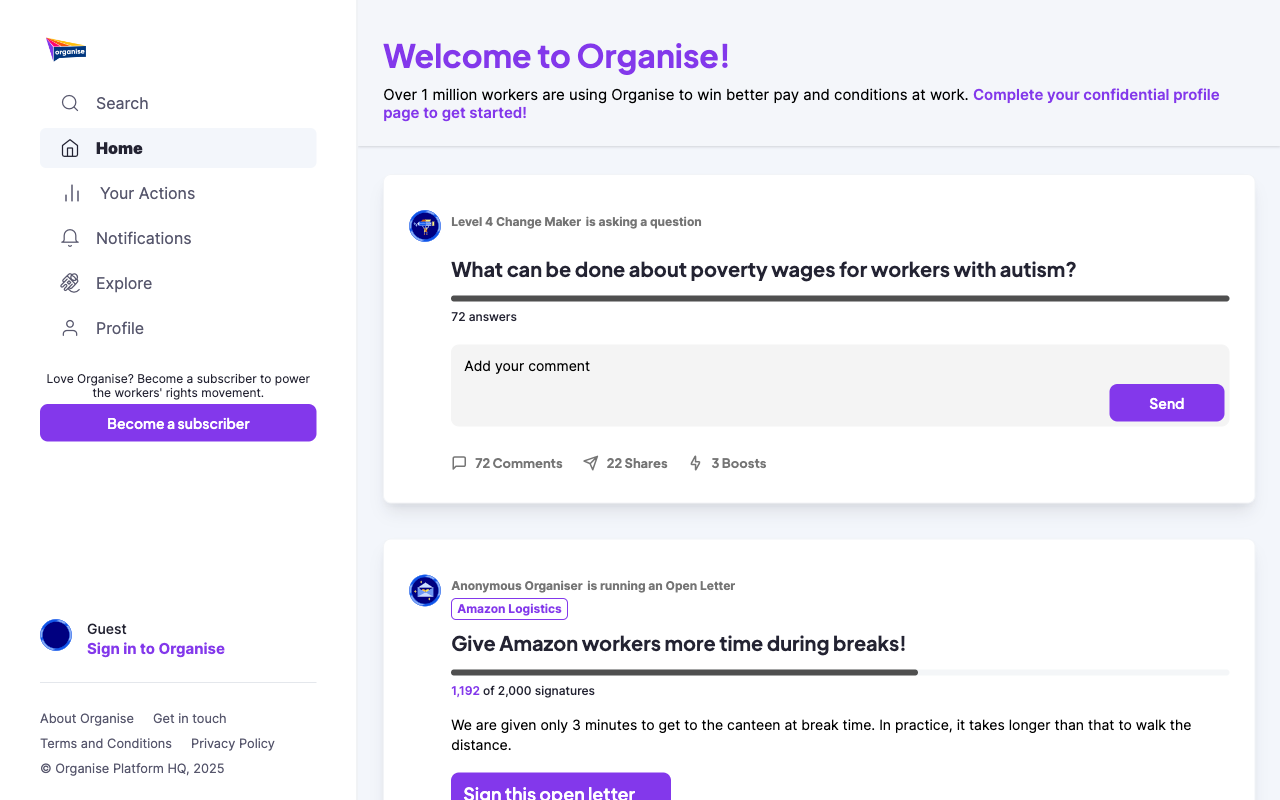 organise
Search
Home
Your Actions
Notifications
Explore
Profile
Love Organise? Become a subscriber to power
the workers' rights movement.
Become a subscriber
Guest
Sign in to Organise
About Organise Get in touch
Terms and Conditions Privacy Policy
© Organise Platform HQ, 2025
Welcome to Organise!
Over 1 million workers are using Organise to win better pay and conditions at work. Complete your confidential profile
page to get started!
Level 4 Change Maker is asking a question
What can be done about poverty wages for workers with autism?
72 answers
Add your comment
Send
72 Comments 22 Shares 3 Boosts
Anonymous Organiser is running an Open Letter
Amazon Logistics
Give Amazon workers more time during breaks!
1,192 of 2,000 signatures
We are given only 3 minutes to get to the canteen at break time. In practice, it takes longer than that to walk the
distance.
Sign this open letter